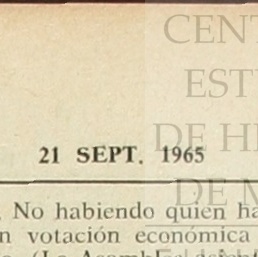 CENT
EST
DE H
DE M
21 SEPT. 1965
. No habiendo quien ha
n votación económica